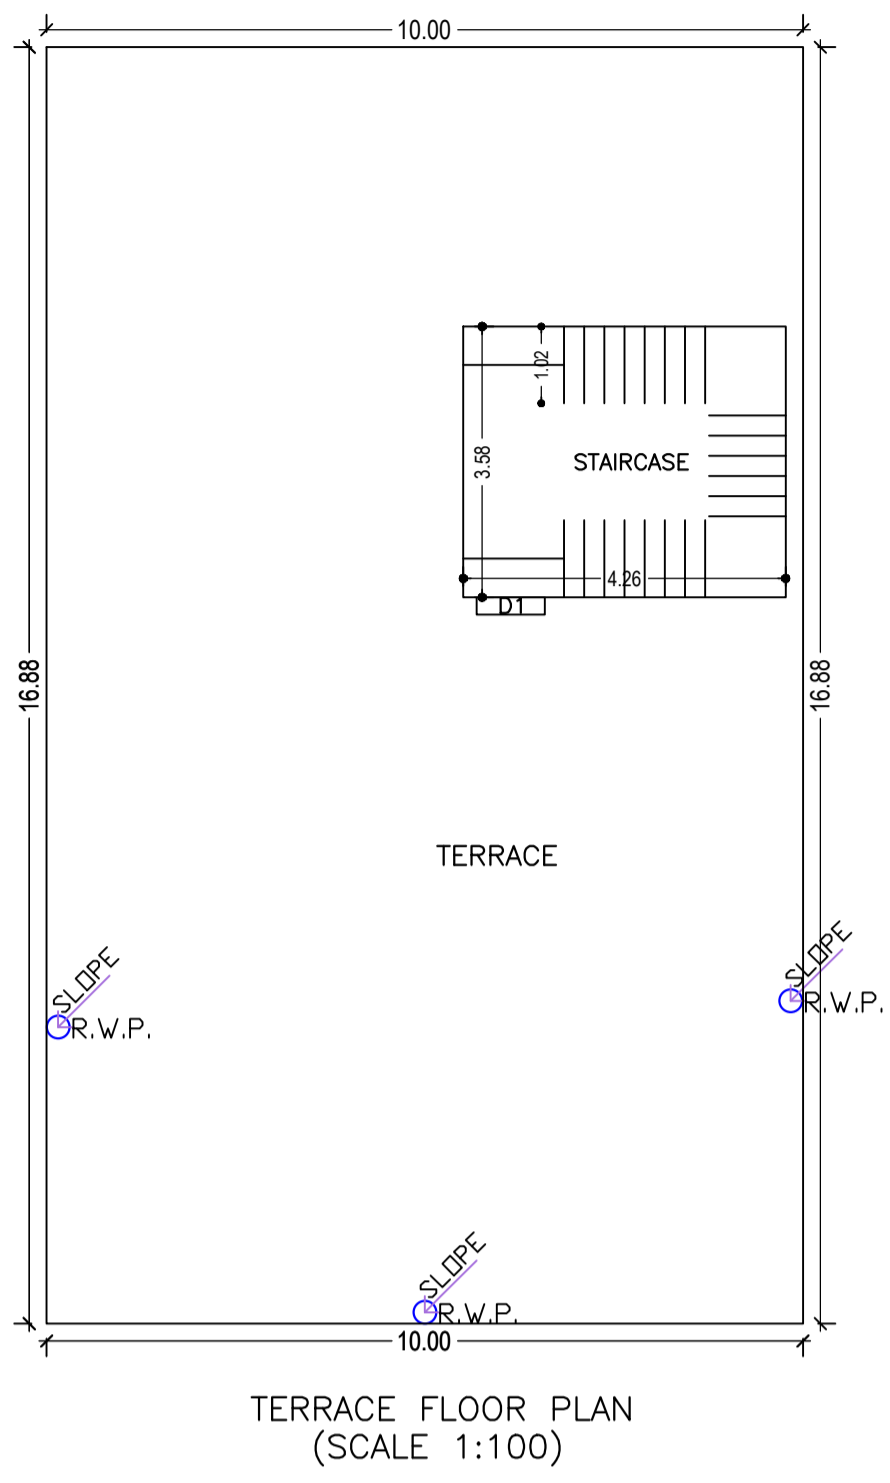 10.00
1.02
3.58
STAIRCASE
4.26
D1
16.88
16.88
TERRACE
SLOPE
R.W.P.
SLOPE
R.W.P.
SLOPE
R.W.P.
10.00
TERRACE FLOOR PLAN
(SCALE 1:100)